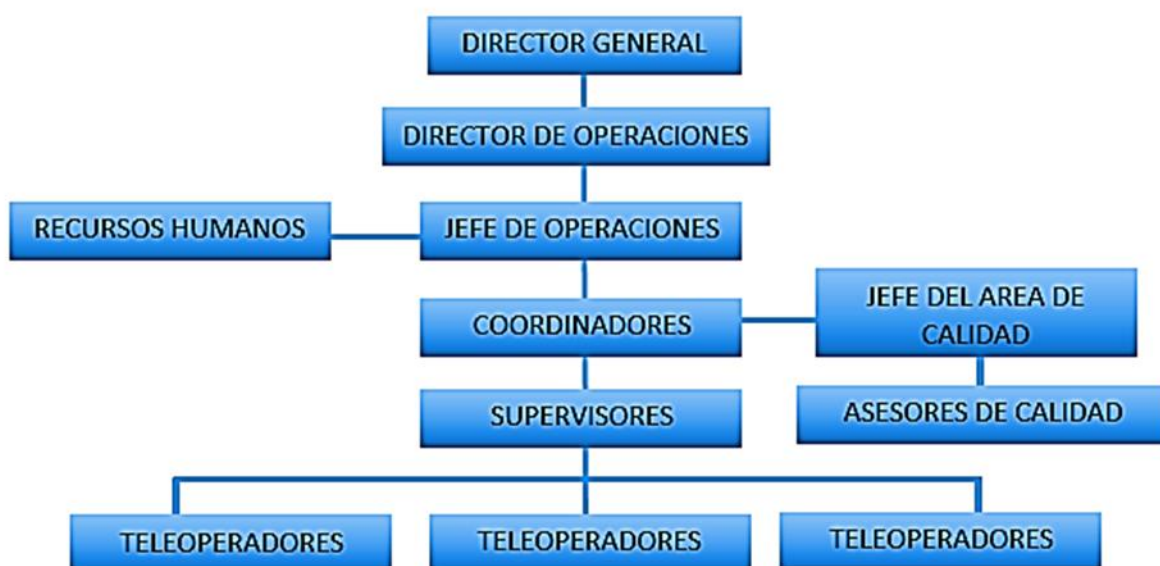 DIRECTOR GENERAL
DIRECTOR DE OPERACIONES
RECURSOS HUMANOS
JEFE DE OPERACIONES
COORDINADORES
JEFE DEL AREA DE
CALIDAD
SUPERVISORES
ASESORES DE CALIDAD
TELEOPERADORES
TELEOPERADORES
TELEOPERADORES